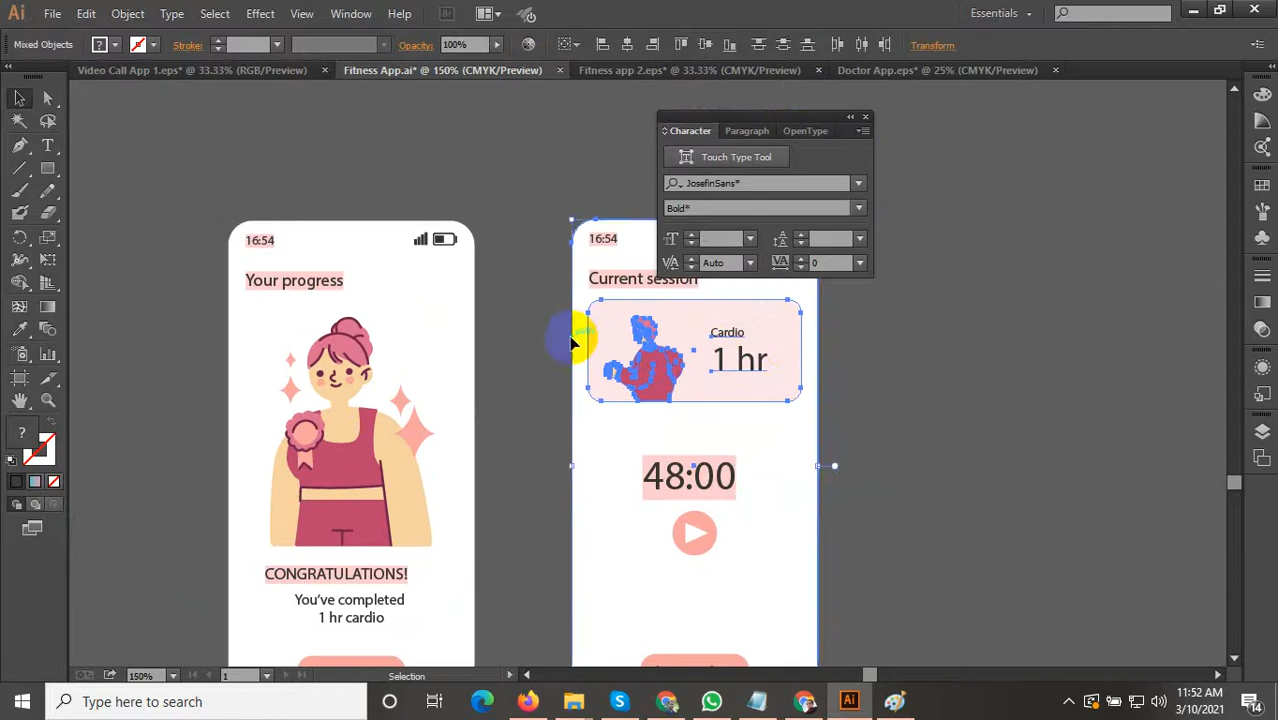 Ai File Edit Object Type Select Effect View Window Help Br Essentials
Mixed Objects ? Stroke: Opacity: 100% Transform
Video Call App 1.eps* @ 33.33% (RGB/Preview) × Fitness App.ai* @ 150% (CMYK/Preview) × Fitness app 2.eps* @ 33.33% (CMYK/Preview) × Doctor App.eps* @ 25% (CMYK/Preview) ×
Character Paragraph OpenType
Touch Type Tool
JosefinSans*
Bold*
Auto 0
16:54
Your progress
CONGRATULATIONS!
You've completed
1 hr cardio
16:54
Current session
Cardio
1 hr
48:00
?
150% 1 Selection
Type here to search
11:52 AM
3/10/2021
14